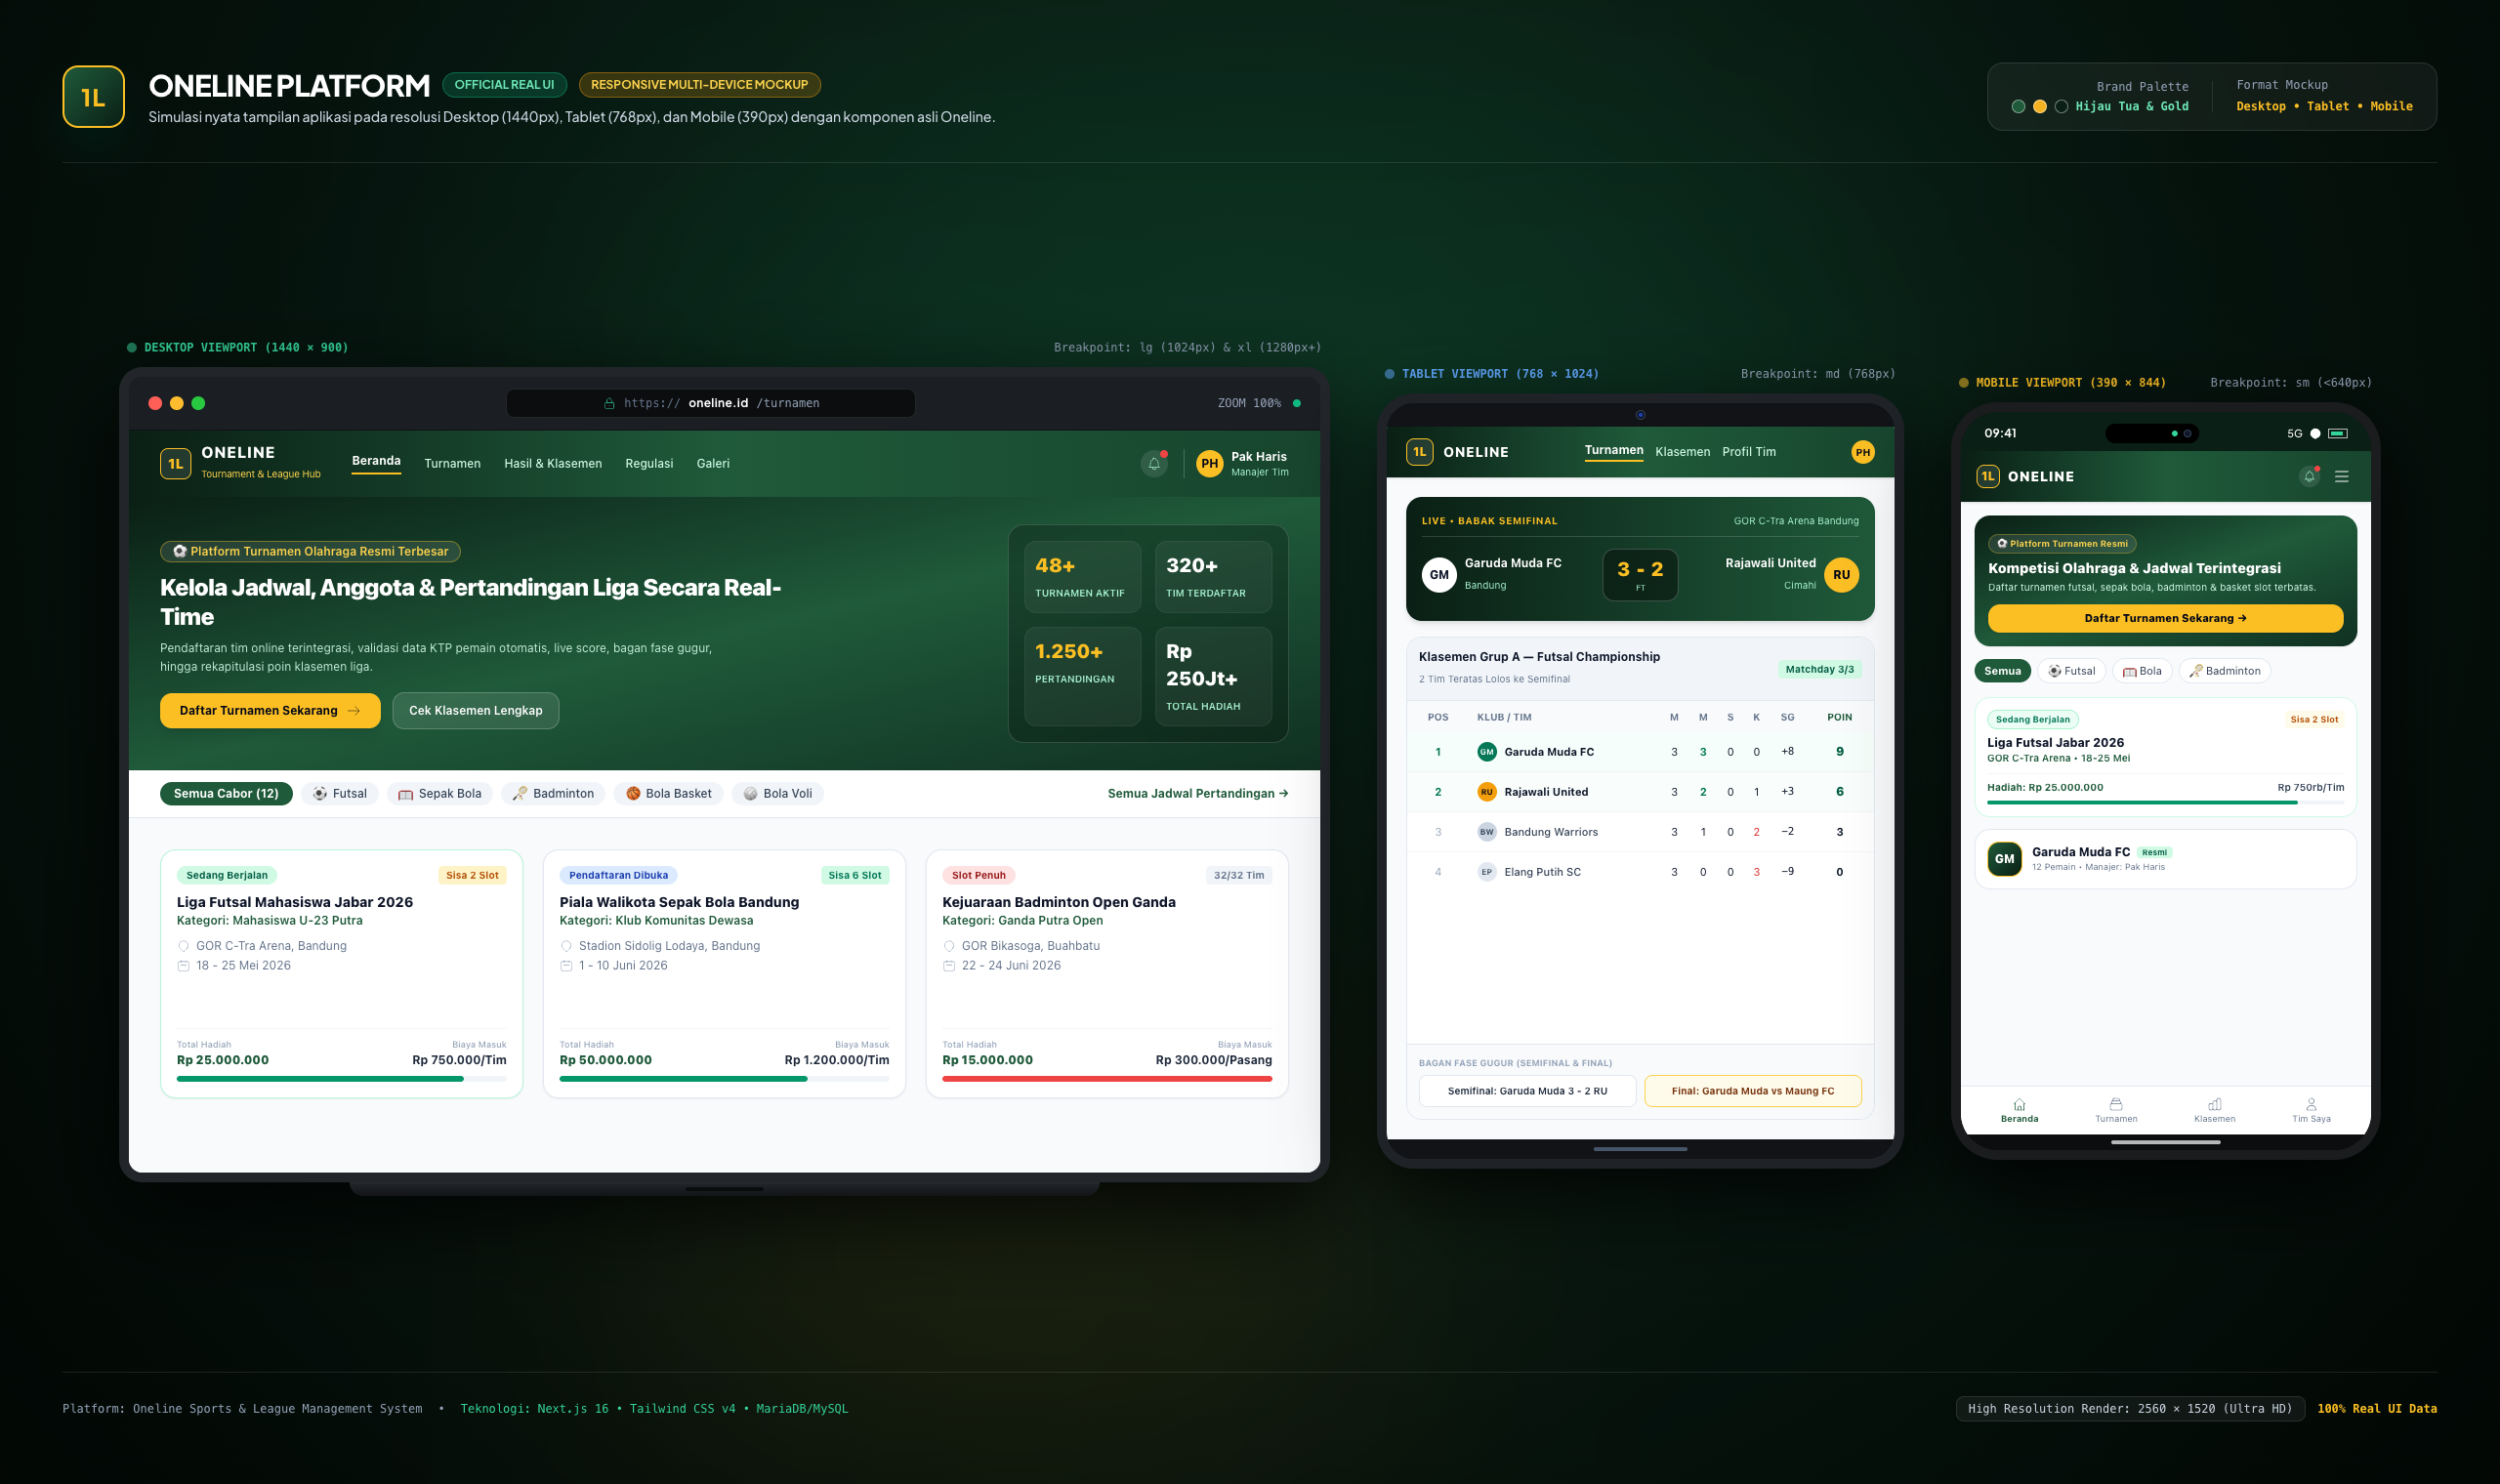 1L
ONELINE PLATFORM OFFICIAL REAL UI RESPONSIVE MULTI-DEVICE MOCKUP
Simulasi nyata tampilan aplikasi pada resolusi Desktop (1440px), Tablet (768px), dan Mobile (390px) dengan komponen asli Oneline.
Brand Palette
Hijau Tua & Gold
Format Mockup
Desktop • Tablet • Mobile
DESKTOP VIEWPORT (1440 × 900) Breakpoint: lg (1024px) & xl (1280px+)
https://oneline.id/turnamen ZOOM 100%
1L
ONELINE
Tournament & League Hub
Beranda Turnamen Hasil & Klasemen Regulasi Galeri
PH
Pak Haris
Manajer Tim
⚽ Platform Turnamen Olahraga Resmi Terbesar
Kelola Jadwal, Anggota & Pertandingan Liga Secara Real-
Time
Pendaftaran tim online terintegrasi, validasi data KTP pemain otomatis, live score, bagan fase gugur,
hingga rekapitulasi poin klasemen liga.
Daftar Turnamen Sekarang → Cek Klasemen Lengkap
48+
TURNAMEN AKTIF
320+
TIM TERDAFTAR
1.250+
PERTANDINGAN
Rp
250Jt+
TOTAL HADIAH
Semua Cabor (12) ⚽ Futsal 🥅 Sepak Bola 🏸 Badminton 🏀 Bola Basket 🏐 Bola Voli Semua Jadwal Pertandingan →
Sedang Berjalan Sisa 2 Slot
Liga Futsal Mahasiswa Jabar 2026
Kategori: Mahasiswa U-23 Putra
GOR C-Tra Arena, Bandung
18 - 25 Mei 2026
Total Hadiah Biaya Masuk
Rp 25.000.000 Rp 750.000/Tim
Pendaftaran Dibuka Sisa 6 Slot
Piala Walikota Sepak Bola Bandung
Kategori: Klub Komunitas Dewasa
Stadion Sidolig Lodaya, Bandung
1 - 10 Juni 2026
Total Hadiah Biaya Masuk
Rp 50.000.000 Rp 1.200.000/Tim
Slot Penuh 32/32 Tim
Kejuaraan Badminton Open Ganda
Kategori: Ganda Putra Open
GOR Bikasoga, Buahbatu
22 - 24 Juni 2026
Total Hadiah Biaya Masuk
Rp 15.000.000 Rp 300.000/Pasang
TABLET VIEWPORT (768 × 1024) Breakpoint: md (768px)
1L ONELINE Turnamen Klasemen Profil Tim PH
LIVE • BABAK SEMIFINAL GOR C-Tra Arena Bandung
GM
Garuda Muda FC
Bandung
3 - 2
FT
Rajawali United
Cimahi
RU
Klasemen Grup A — Futsal Championship
2 Tim Teratas Lolos ke Semifinal
Matchday 3/3
POS KLUB / TIM M M S K SG POIN
1 GM Garuda Muda FC 3 3 0 0 +8 9
2 RU Rajawali United 3 2 0 1 +3 6
3 BW Bandung Warriors 3 1 0 2 −2 3
4 EP Elang Putih SC 3 0 0 3 −9 0
BAGAN FASE GUGUR (SEMIFINAL & FINAL)
Semifinal: Garuda Muda 3 - 2 RU Final: Garuda Muda vs Maung FC
MOBILE VIEWPORT (390 × 844) Breakpoint: sm (<640px)
09:41 5G
1L ONELINE
⚽ Platform Turnamen Resmi
Kompetisi Olahraga & Jadwal Terintegrasi
Daftar turnamen futsal, sepak bola, badminton & basket slot terbatas.
Daftar Turnamen Sekarang →
Semua ⚽ Futsal 🥅 Bola 🏸 Badminton
Sedang Berjalan Sisa 2 Slot
Liga Futsal Jabar 2026
GOR C-Tra Arena • 18-25 Mei
Hadiah: Rp 25.000.000 Rp 750rb/Tim
GM
Garuda Muda FC Resmi
12 Pemain • Manajer: Pak Haris
Beranda Turnamen Klasemen Tim Saya
Platform: Oneline Sports & League Management System • Teknologi: Next.js 16 • Tailwind CSS v4 • MariaDB/MySQL
High Resolution Render: 2560 × 1520 (Ultra HD) 100% Real UI Data